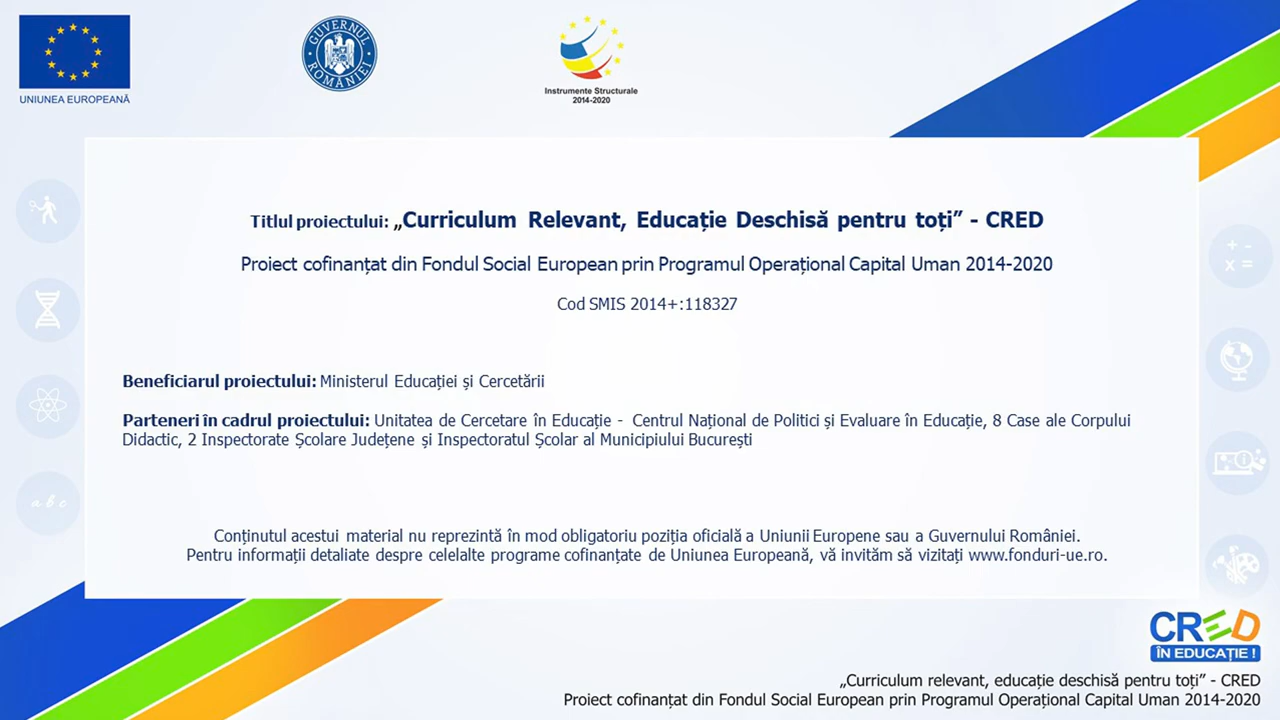 UNIUNEA EUROPEANĂ
GUVERNUL ROMÂNIEI
Instrumente Structurale
2014-2020
Titlul proiectului: „Curriculum Relevant, Educație Deschisă pentru toți” - CRED
Proiect cofinanțat din Fondul Social European prin Programul Operațional Capital Uman 2014-2020
Cod SMIS 2014+:118327
Beneficiarul proiectului: Ministerul Educației și Cercetării
Parteneri în cadrul proiectului: Unitatea de Cercetare în Educație - Centrul Național de Politici și Evaluare în Educație, 8 Case ale Corpului
Didactic, 2 Inspectorate Școlare Județene și Inspectoratul Școlar al Municipiului București
a b c
Conținutul acestui material nu reprezintă în mod obligatoriu poziția oficială a Uniunii Europene sau a Guvernului României.
Pentru informații detaliate despre celelalte programe cofinanțate de Uniunea Europeană, vă invităm să vizitați www.fonduri-ue.ro.
CRED
ÎN EDUCAȚIE !
„Curriculum relevant, educație deschisă pentru toți” - CRED
Proiect cofinanțat din Fondul Social European prin Programul Operațional Capital Uman 2014-2020